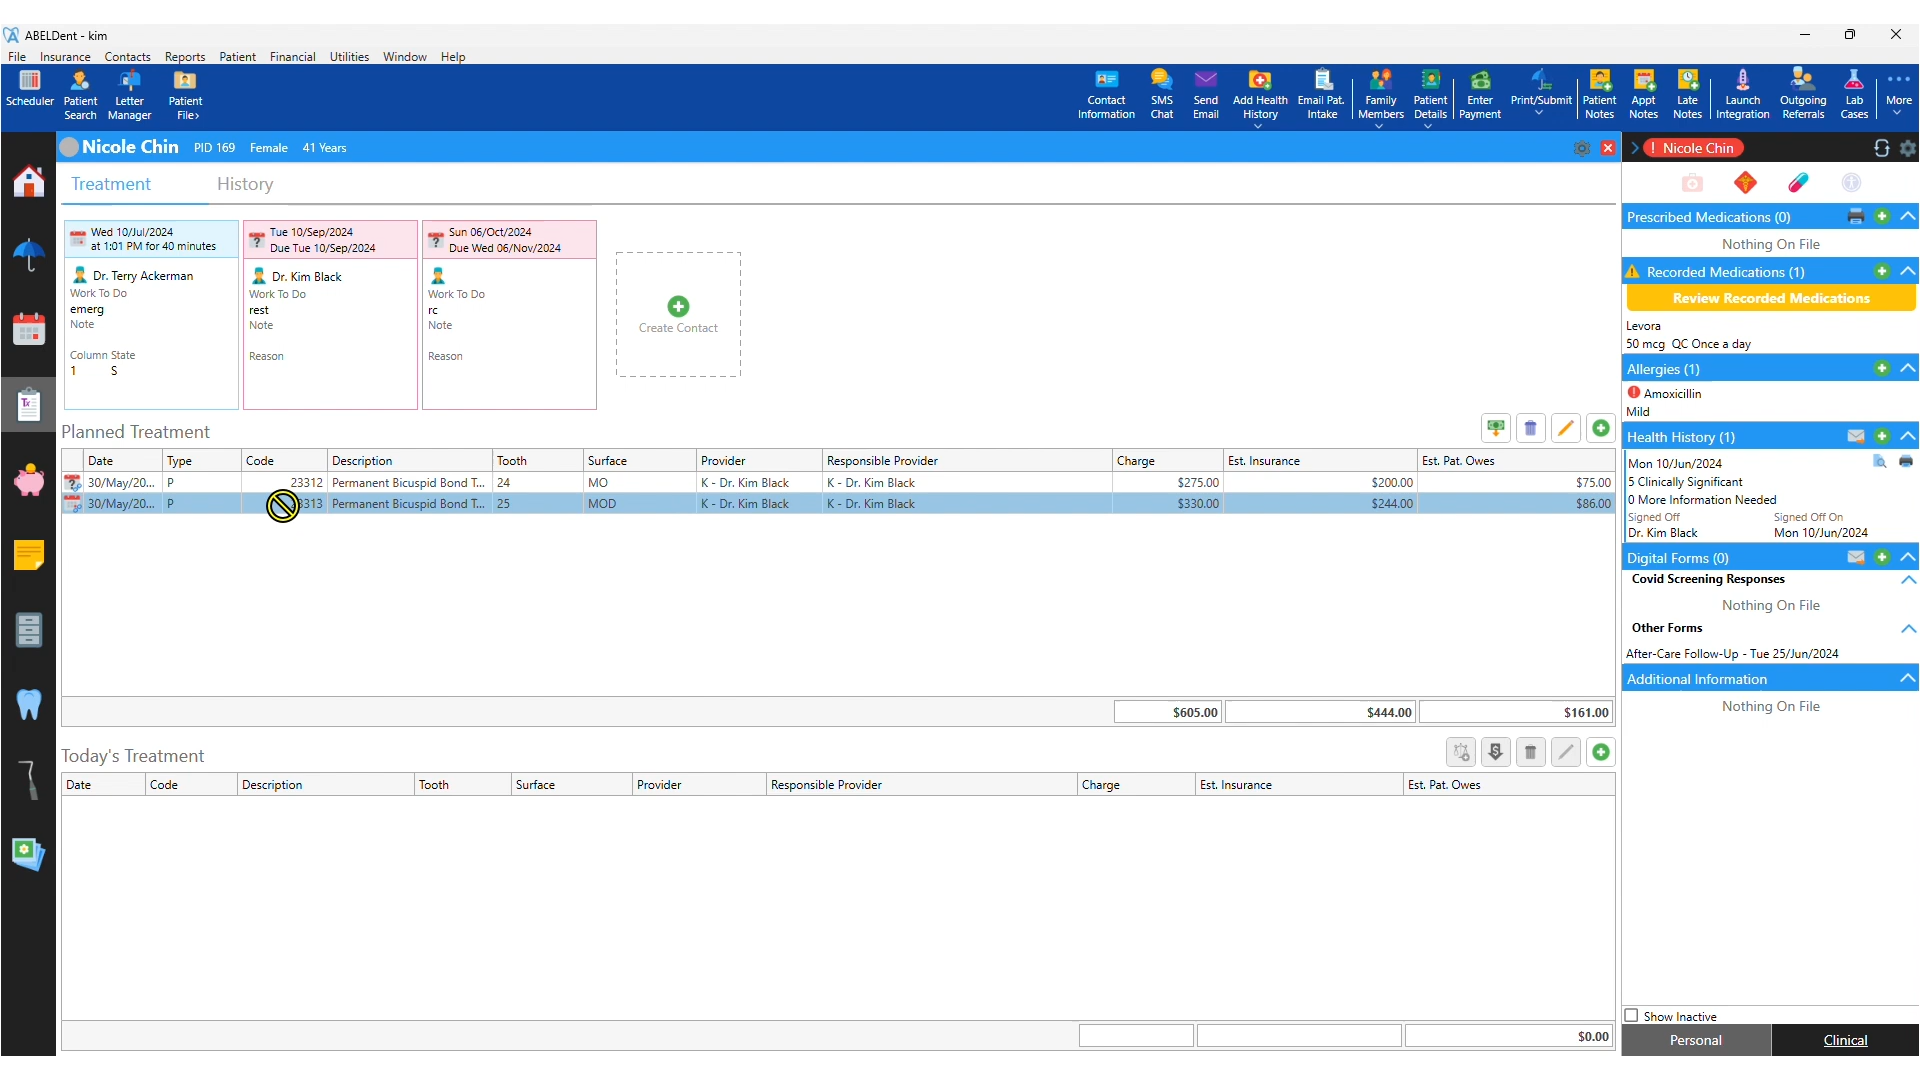 ABELDent - kim
File Insurance Contacts Reports Patient Financial Utilities Window Help
Scheduler
Patient Search
Letter Manager
Patient File>
Contact Information
SMS Chat
Send Email
Add Health History
Email Pat. Intake
Family Members
Patient Details
Enter Payment
Print/Submit
Patient Notes
Appt Notes
Late Notes
Launch Integration
Outgoing Referrals
Lab Cases
More
Nicole Chin PID 169 Female 41 Years
Treatment History
Wed 10/Jul/2024
at 1:01 PM for 40 minutes
Dr. Terry Ackerman
Work To Do
emerg
Note
Column State
1 S
Tue 10/Sep/2024
Due Tue 10/Sep/2024
Dr. Kim Black
Work To Do
rest
Note
Reason
Sun 06/Oct/2024
Due Wed 06/Nov/2024
Work To Do
rc
Note
Reason
Create Contact
Planned Treatment
Date Type Code Description Tooth Surface Provider Responsible Provider Charge Est. Insurance Est. Pat. Owes
30/May/20... P 23312 Permanent Bicuspid Bond T... 24 MO K - Dr. Kim Black K - Dr. Kim Black $275.00 $200.00 $75.00
30/May/20... P 313 Permanent Bicuspid Bond T... 25 MOD K - Dr. Kim Black K - Dr. Kim Black $330.00 $244.00 $86.00
$605.00 $444.00 $161.00
Today's Treatment
Date Code Description Tooth Surface Provider Responsible Provider Charge Est. Insurance Est. Pat. Owes
$0.00
! Nicole Chin
Prescribed Medications (0)
Nothing On File
Recorded Medications (1)
Review Recorded Medications
Levora
50 mcg QC Once a day
Allergies (1)
Amoxicillin
Mild
Health History (1)
Mon 10/Jun/2024
5 Clinically Significant
0 More Information Needed
Signed Off Signed Off On
Dr. Kim Black Mon 10/Jun/2024
Digital Forms (0)
Covid Screening Responses
Nothing On File
Other Forms
After-Care Follow-Up - Tue 25/Jun/2024
Additional Information
Nothing On File
Show Inactive
Personal Clinical